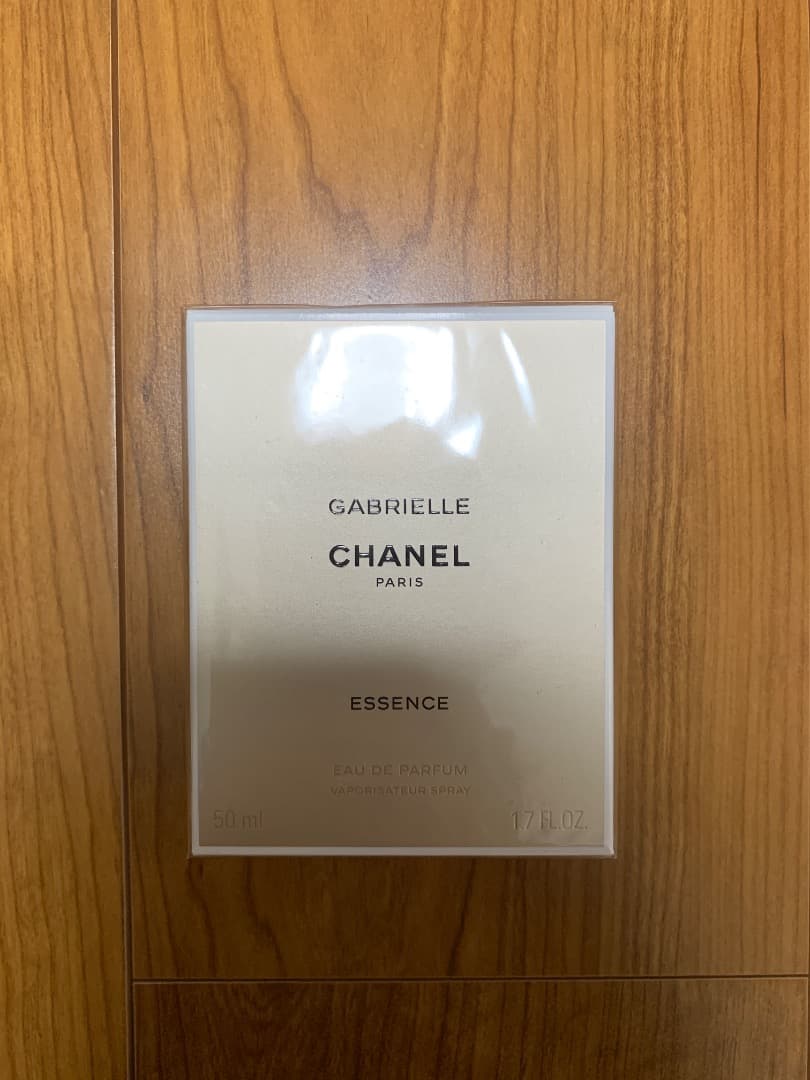 GABRIELLE
CHANEL
PARIS
ESSENCE
EAU DE PARFUM
VAPORISATEUR SPRAY
50 ml 1.7 FL.OZ.